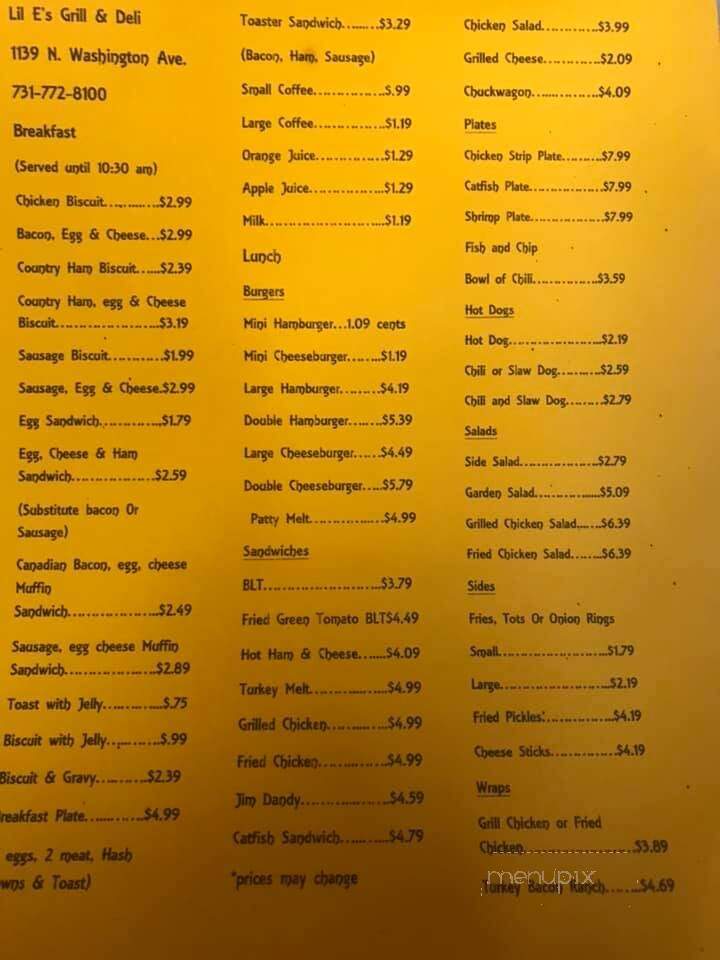 Lil E's Grill & Deli
1139 N. Washington Ave.
731-772-8100
Breakfast
(Served until 10:30 am)
Chicken Biscuit............$2.99
Bacon, Egg & Cheese...$2.99
Country Ham Biscuit......$2.39
Country Ham, egg & Cheese
Biscuit.......................$3.19
Sausage Biscuit............$1.99
Sausage, Egg & Cheese.$2.99
Egg Sandwich..............$1.79
Egg, Cheese & Ham
Sandwich...................$2.59
(Substitute bacon Or
Sausage)
Canadian Bacon, egg, cheese
Muffin
Sandwich.....................$2.49
Sausage, egg cheese Muffin
Sandwich.....................$2.89
Toast with Jelly.............$.75
Biscuit with Jelly............$.99
Biscuit & Gravy............$2.39
reakfast Plate.............$4.99
eggs, 2 meat, Hash
wns & Toast)
Toaster Sandwich........$3.29
(Bacon, Ham, Sausage)
Small Coffee................$.99
Large Coffee................$1.19
Orange Juice................$1.29
Apple Juice..................$1.29
Milk................................$1.19
Lunch
Burgers
Mini Hamburger...1.09 cents
Mini Cheeseburger........$1.19
Large Hamburger.........$4.19
Double Hamburger........$5.39
Large Cheeseburger......$4.49
Double Cheeseburger.....$5.79
Patty Melt.................$4.99
Sandwiches
BLT...........................$3.79
Fried Green Tomato BLT$4.49
Hot Ham & Cheese.......$4.09
Turkey Melt..................$4.99
Grilled Chicken..............$4.99
Fried Chicken................$4.99
Jim Dandy....................$4.59
Catfish Sandwich...........$4.79
*prices may change
Chicken Salad....................$3.99
Grilled Cheese....................$2.09
Chuckwagon......................$4.09
Plates
Chicken Strip Plate.........$7.99
Catfish Plate..................$7.99
Shrimp Plate..................$7.99
Fish and Chip
Bowl of Chili...............$3.59
Hot Dogs
Hot Dog.....................$2.19
Chili or Slaw Dog..........$2.59
Chili and Slaw Dog.........$2.79
Salads
Side Salad...................$2.79
Garden Salad................$5.09
Grilled Chicken Salad......$6.39
Fried Chicken Salad.......$6.39
Sides
Fries, Tots Or Onion Rings
Small.........................$1.79
Large.........................$2.19
Fried Pickles.................$4.19
Cheese Sticks...............$4.19
Wraps
Grill Chicken or Fried
Chicken..........................$3.89
menupix
Turkey Bacon Ranch........$4.69